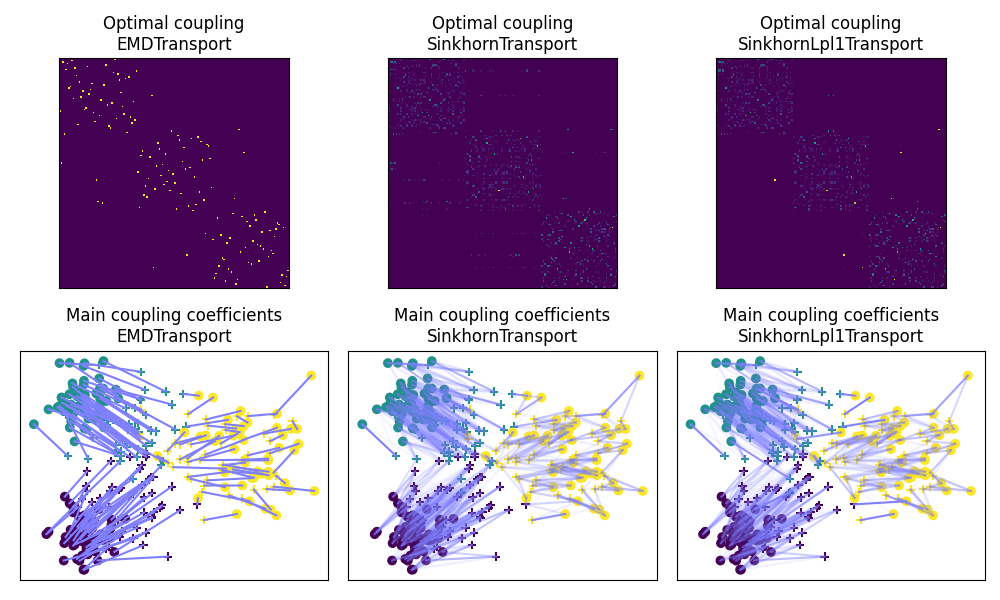 Optimal coupling
EMDTransport
Optimal coupling
SinkhornTransport
Optimal coupling
SinkhornLpl1Transport
Main coupling coefficients
EMDTransport
Main coupling coefficients
SinkhornTransport
Main coupling coefficients
SinkhornLpl1Transport